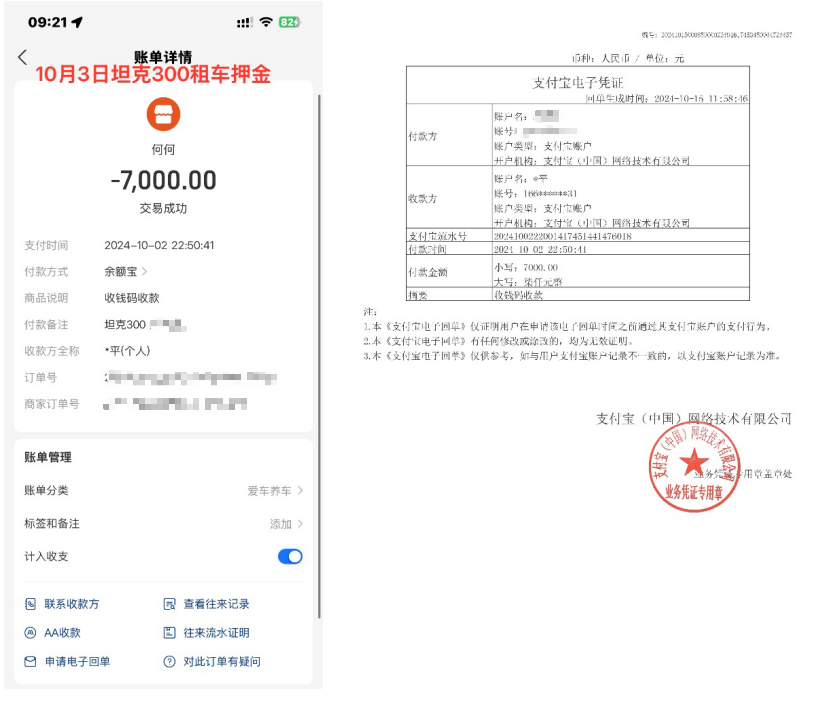 09:21
82
账单详情
10月3日坦克300租车押金
何何
-7,000.00
交易成功
支付时间 2024-10-02 22:50:41
付款方式 余额宝
商品说明 收钱码收款
付款备注 坦克300
收款方全称 *平(个人)
订单号
商家订单号
账单管理
账单分类 爱车养车
标签和备注 添加
计入收支
联系收款方 查看往来记录
AA收款 往来流水证明
申请电子回单 对此订单有疑问
编号：
币种：人民币 / 单位：元
支付宝电子凭证
回单生成时间：2024-10-15 11:58:46
付款方
账户名：
账号：
账户类型：支付宝账户
开户机构：支付宝（中国）网络技术有限公司
收款方
账户名：*平
账号：166******31
账户类型：支付宝账户
开户机构：支付宝（中国）网络技术有限公司
支付宝流水号 202410022001417451441476018
付款时间 2024-10-02 22:50:41
付款金额
小写：7000.00
大写：柒仟元整
摘要 收钱码收款
注：
1.本《支付宝电子回单》仅证明用户在申请该电子回单时间之前通过其支付宝账户的支付行为。
2.本《支付宝电子回单》有任何修改或涂改的，均为无效证明。
3.本《支付宝电子回单》仅供参考，如与用户支付宝账户记录不一致的，以支付宝账户记录为准。
支付宝（中国）网络技术有限公司
业务凭证专用章盖章处
支付宝（中国）网络技术有限公司
业务凭证专用章